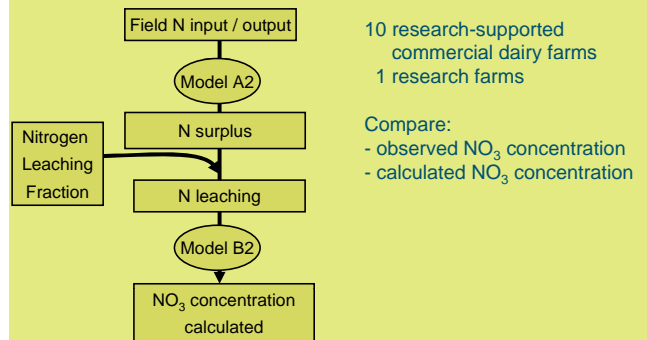 Field N input / output
Model A2
N surplus
Nitrogen
Leaching
Fraction
N leaching
Model B2
NO₃ concentration
calculated
10 research-supported
commercial dairy farms
1 research farms
Compare:
- observed NO₃ concentration
- calculated NO₃ concentration